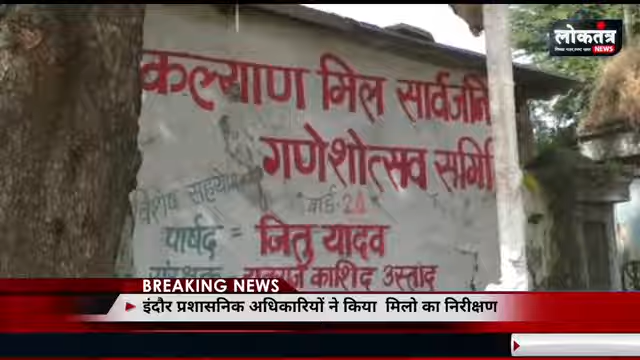 लोकतंत्र
NEWS
कल्याण मिल सार्वजनि
गणेशोत्सव समि
विशेष सहयोग
वार्ड-24
पार्षद = जितु यादव
काशिद उस्ताद
BREAKING NEWS
इंदौर प्रशासनिक अधिकारियों ने किया मिलो का निरीक्षण